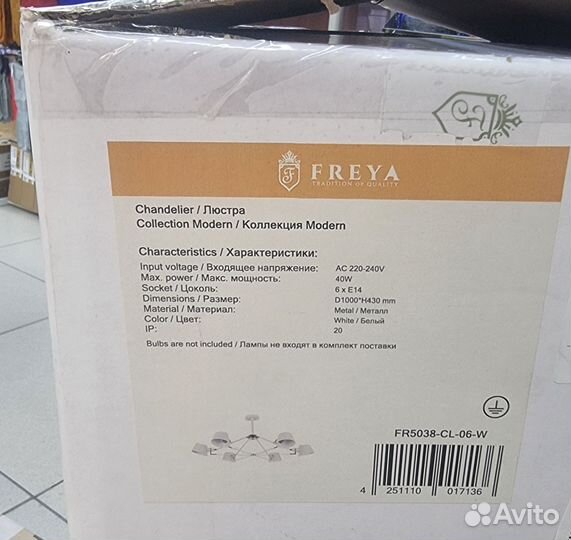 FREYA
TRADITION OF QUALITY
Chandelier / Люстра
Collection Modern / Коллекция Modern
Characteristics / Характеристики:
Input voltage / Входящее напряжение: AC 220-240V
Max. power / Макс. мощность: 40W
Socket / Цоколь: 6 x E14
Dimensions / Размер: D1000*H430 mm
Material / Материал: Metal / Металл
Color / Цвет: White / Белый
IP: 20
Bulbs are not included / Лампы не входят в комплект поставки
FR5038-CL-06-W
4 251110 017136
Avito